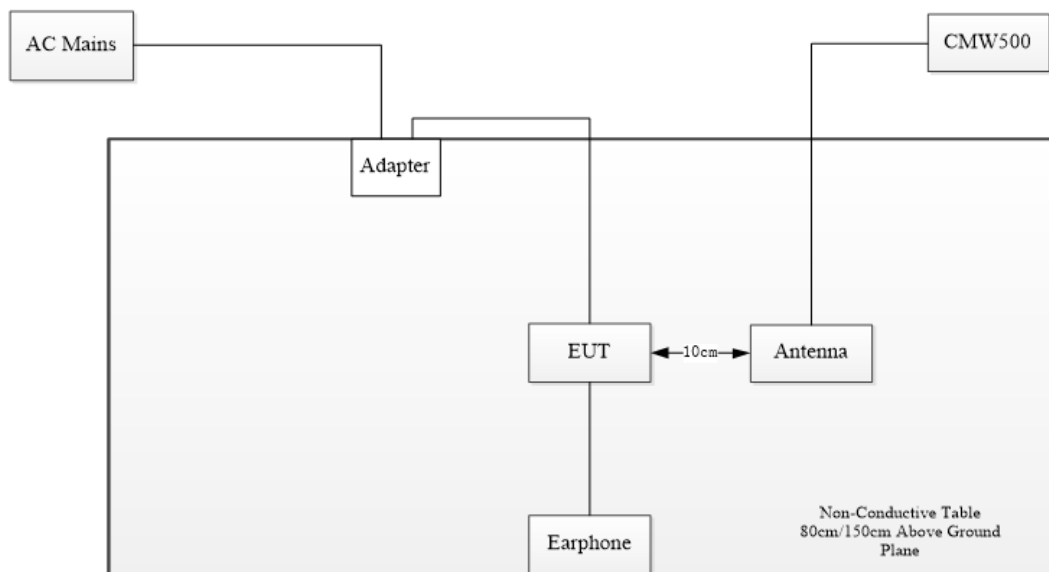 AC Mains
CMW500
Adapter
EUT
10cm
Antenna
Earphone
Non-Conductive Table
80cm/150cm Above Ground
Plane